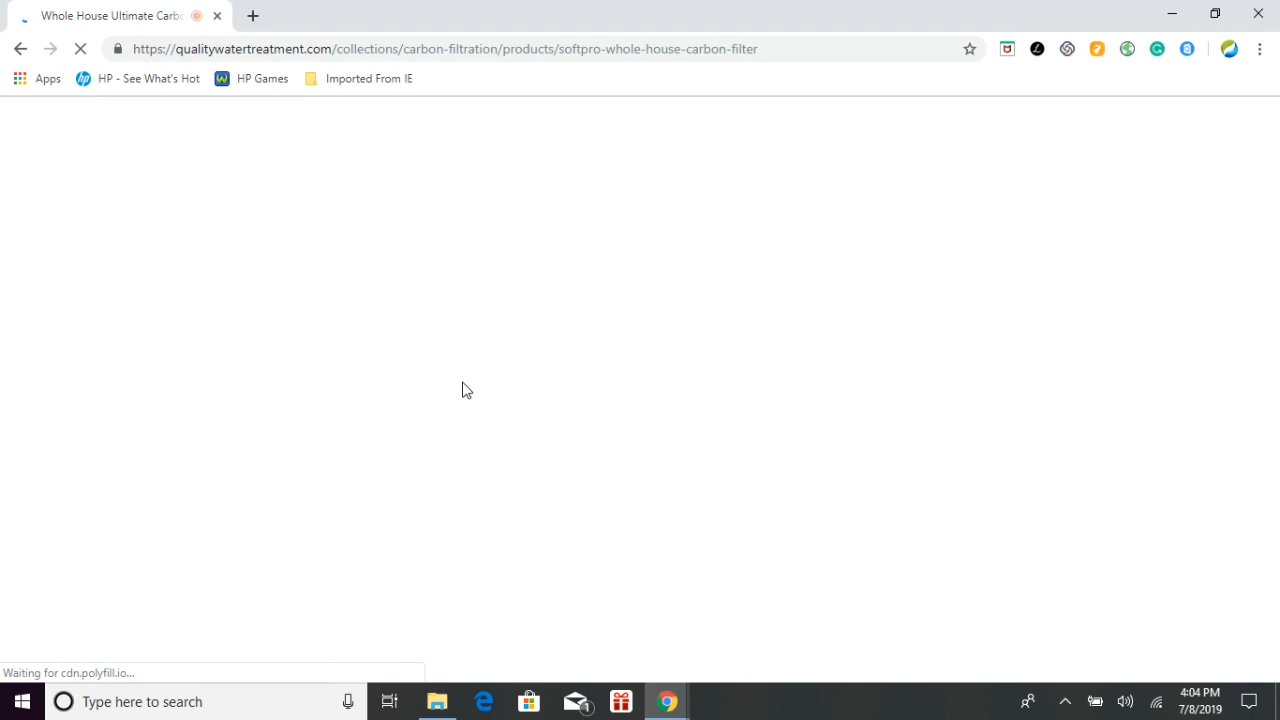 Whole House Ultimate Carbo
https://qualitywatertreatment.com/collections/carbon-filtration/products/softpro-whole-house-carbon-filter
Apps HP - See What's Hot HP Games Imported From IE
Waiting for cdn.polyfill.io...
Type here to search
1
4:04 PM
7/8/2019